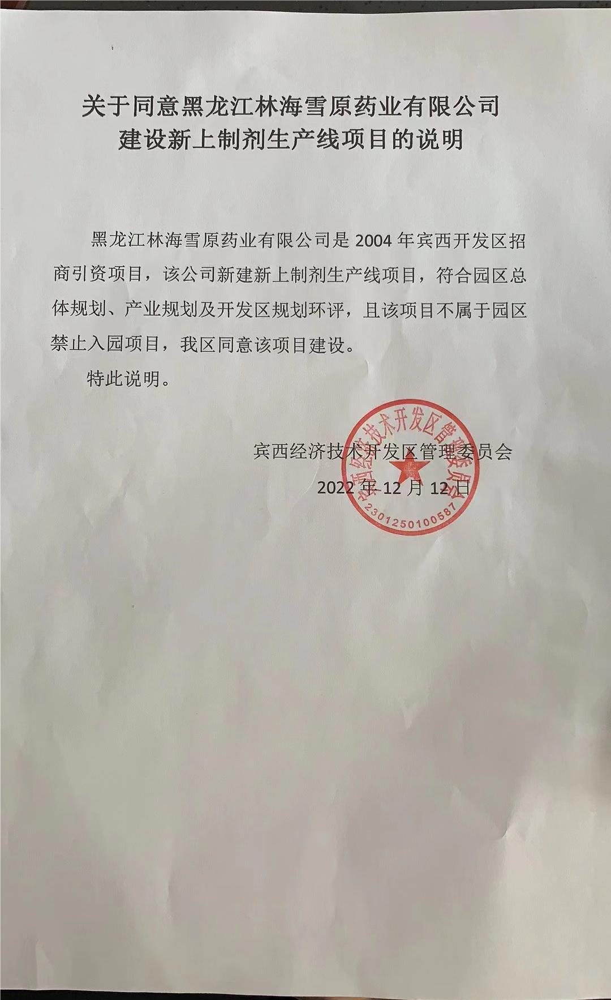 关于同意黑龙江林海雪原药业有限公司
建设新上制剂生产线项目的说明
黑龙江林海雪原药业有限公司是 2004 年宾西开发区招
商引资项目，该公司新建新上制剂生产线项目，符合园区总
体规划、产业规划及开发区规划环评，且该项目不属于园区
禁止入园项目，我区同意该项目建设。
特此说明。
宾西经济技术开发区管理委员会
2022 年 12 月 12 日
宾西经济技术开发区管理委员会
2301250100587